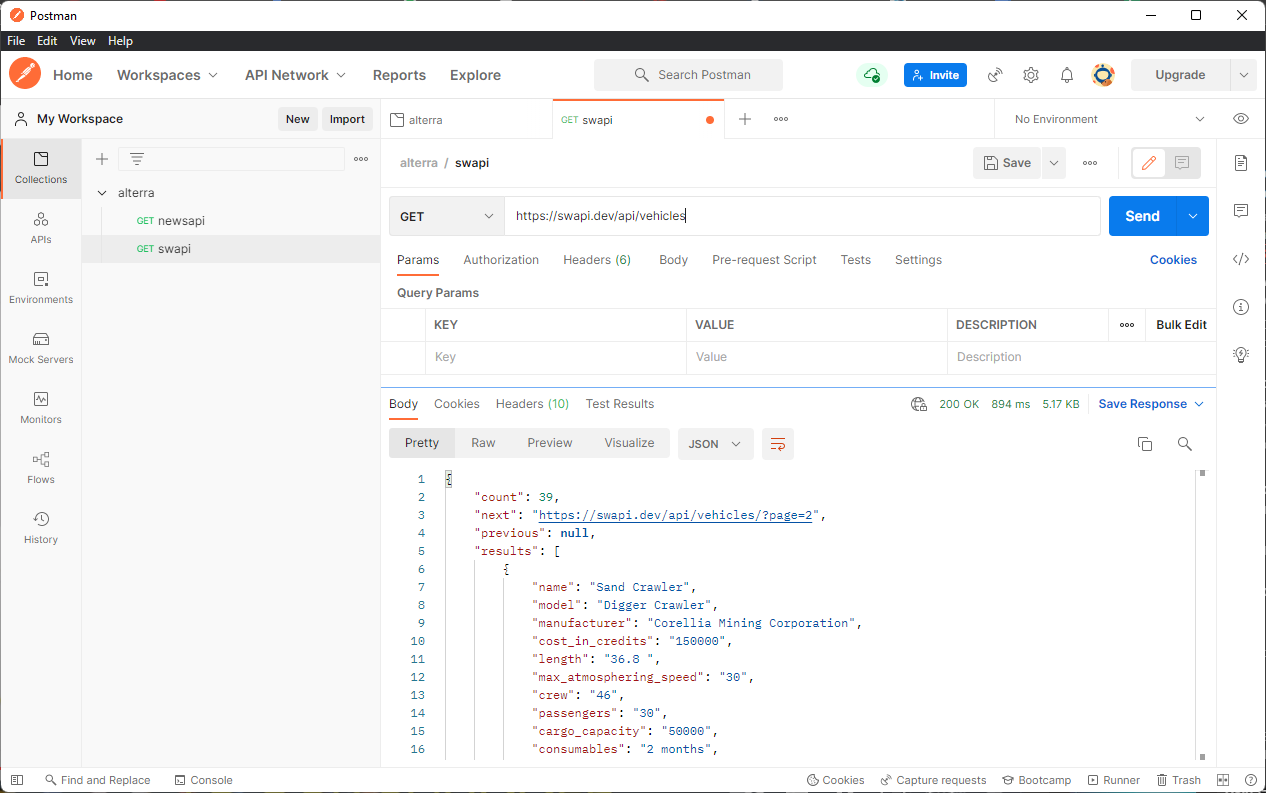 Postman
File Edit View Help
Home Workspaces API Network Reports Explore Search Postman Invite Upgrade
My Workspace New Import
alterra GET swapi No Environment
Collections
APIs
Environments
Mock Servers
Monitors
Flows
History
alterra
GET newsapi
GET swapi
alterra / swapi Save
GET https://swapi.dev/api/vehicles Send
Params Authorization Headers (6) Body Pre-request Script Tests Settings Cookies
Query Params
KEY VALUE DESCRIPTION Bulk Edit
Key Value Description
Body Cookies Headers (10) Test Results 200 OK 894 ms 5.17 KB Save Response
Pretty Raw Preview Visualize JSON
1 {
2 "count": 39,
3 "next": "https://swapi.dev/api/vehicles/?page=2",
4 "previous": null,
5 "results": [
6 {
7 "name": "Sand Crawler",
8 "model": "Digger Crawler",
9 "manufacturer": "Corellia Mining Corporation",
10 "cost_in_credits": "150000",
11 "length": "36.8 ",
12 "max_atmosphering_speed": "30",
13 "crew": "46",
14 "passengers": "30",
15 "cargo_capacity": "50000",
16 "consumables": "2 months",
Find and Replace Console Cookies Capture requests Bootcamp Runner Trash